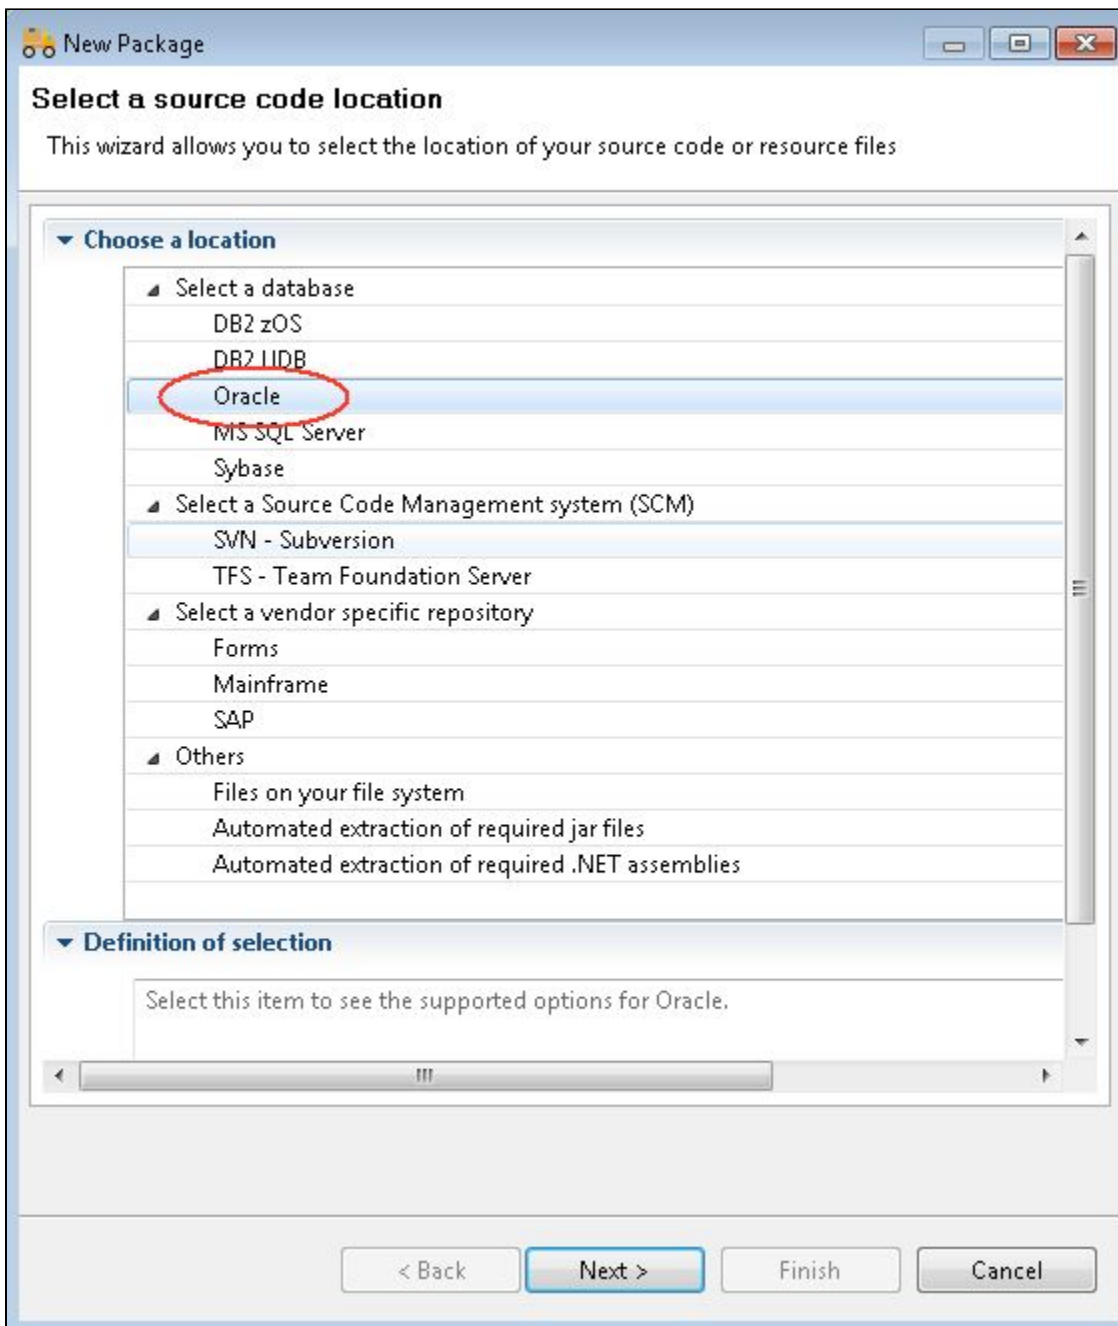 New Package
Select a source code location
This wizard allows you to select the location of your source code or resource files
Choose a location
Select a database
DB2 zOS
DB2 UDB
Oracle
MS SQL Server
Sybase
Select a Source Code Management system (SCM)
SVN - Subversion
TFS - Team Foundation Server
Select a vendor specific repository
Forms
Mainframe
SAP
Others
Files on your file system
Automated extraction of required jar files
Automated extraction of required .NET assemblies
Definition of selection
Select this item to see the supported options for Oracle.
< Back Next > Finish Cancel